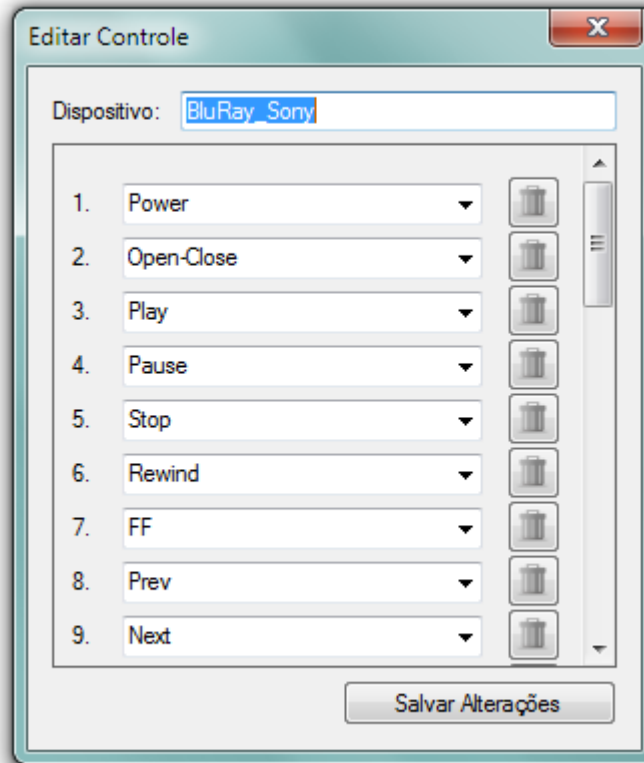 Editar Controle
Dispositivo: BluRay_Sony
1. Power
2. Open-Close
3. Play
4. Pause
5. Stop
6. Rewind
7. FF
8. Prev
9. Next
Salvar Alterações